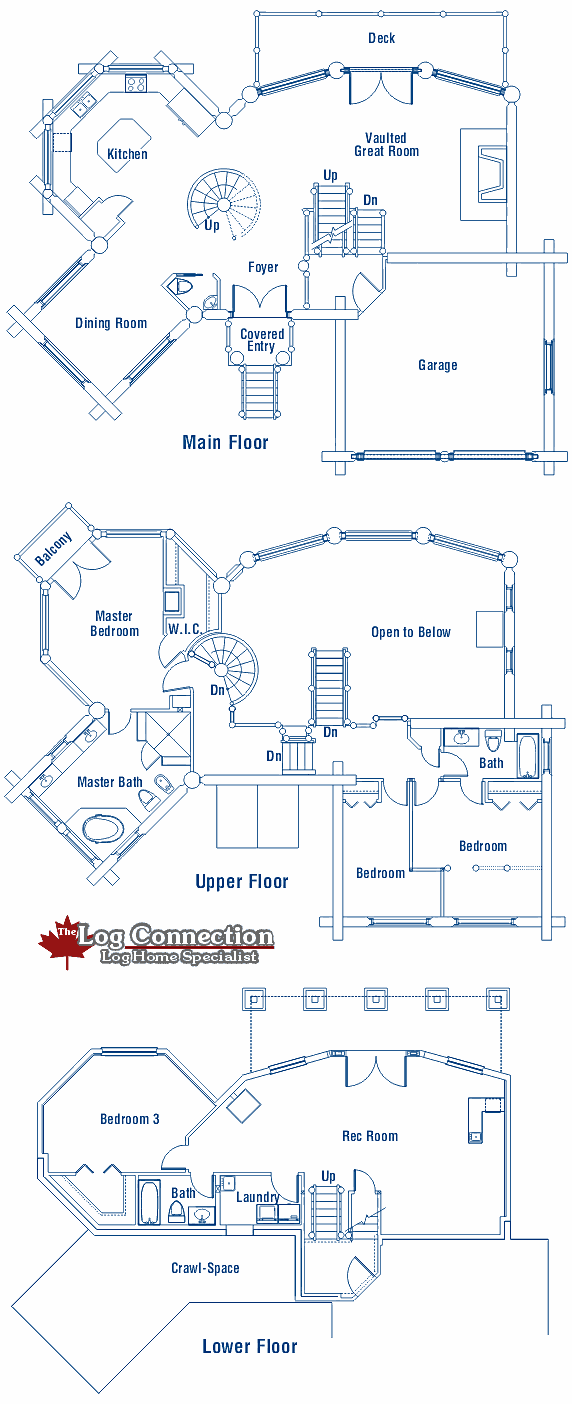 Deck
Vaulted
Great Room
Kitchen
Up
Dn
Up
Foyer
Dining Room
Covered
Entry
Garage
Main Floor
Balcony
Master
Bedroom
W.I.C.
Open to Below
Dn
Dn
Dn
Bath
Master Bath
Bedroom
Bedroom
Upper Floor
The Log Connection
Log Home Specialist
Bedroom 3
Rec Room
Up
Bath
Laundry
Crawl-Space
Lower Floor